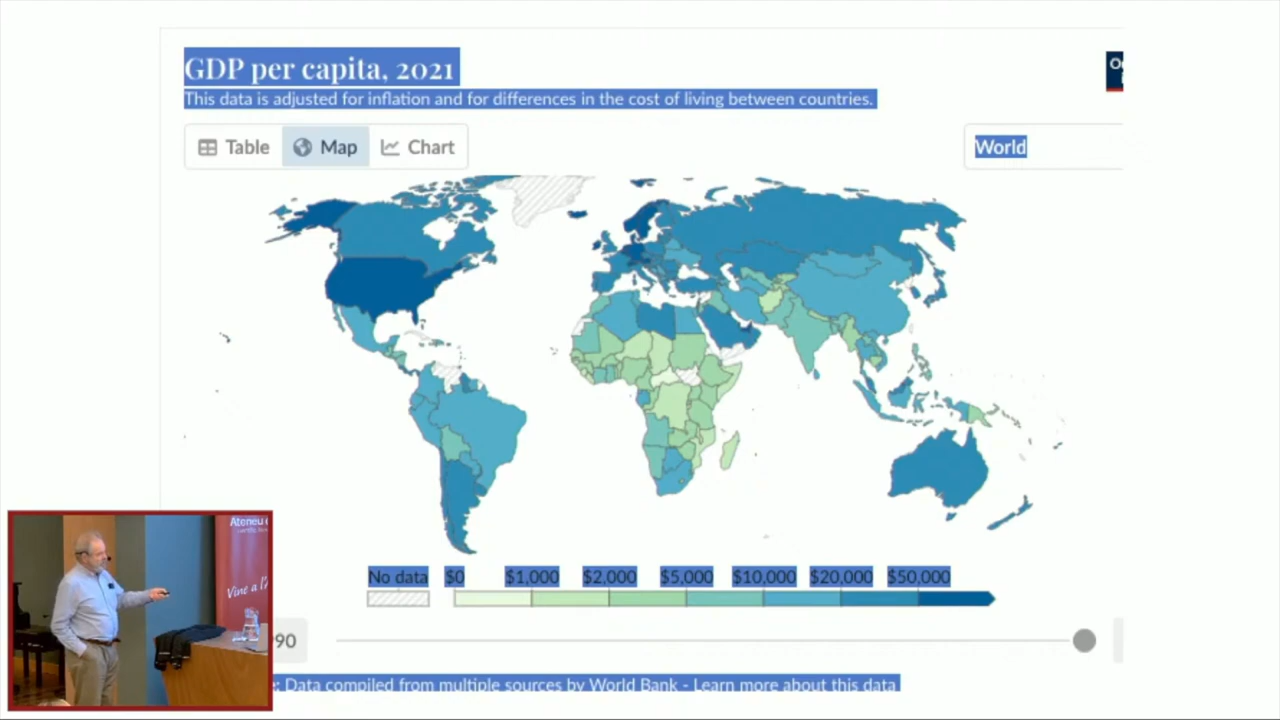 GDP per capita, 2021
This data is adjusted for inflation and for differences in the cost of living between countries.
Table Map Chart
World
No data $0 $1,000 $2,000 $5,000 $10,000 $20,000 $50,000
90
Data compiled from multiple sources by World Bank - Learn more about this data
Ateneu
Vine a l'